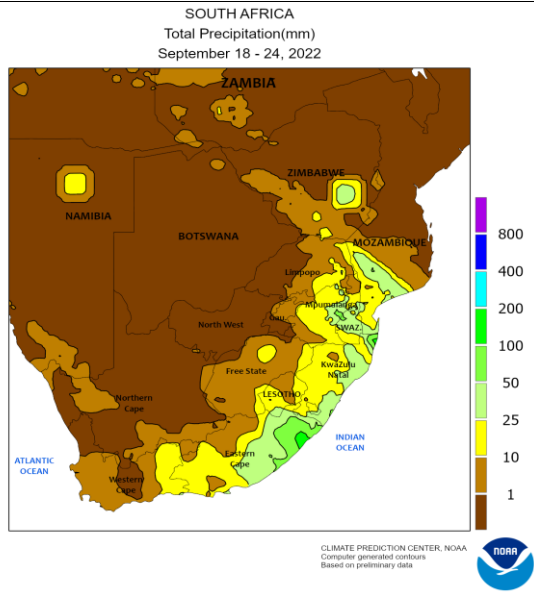 SOUTH AFRICA
Total Precipitation(mm)
September 18 - 24, 2022
ZAMBIA
ZIMBABWE
NAMIBIA
BOTSWANA
MOZAMBIQUE
Limpopo
Mpumalanga
North West
Gau.
SWAZ.
Free State
KwaZulu
Natal
LESOTHO
Northern
Cape
Eastern
Cape
Western
Cape
ATLANTIC
OCEAN
INDIAN
OCEAN
800
400
200
100
50
25
10
1
CLIMATE PREDICTION CENTER, NOAA
Computer generated contours
Based on preliminary data
NOAA